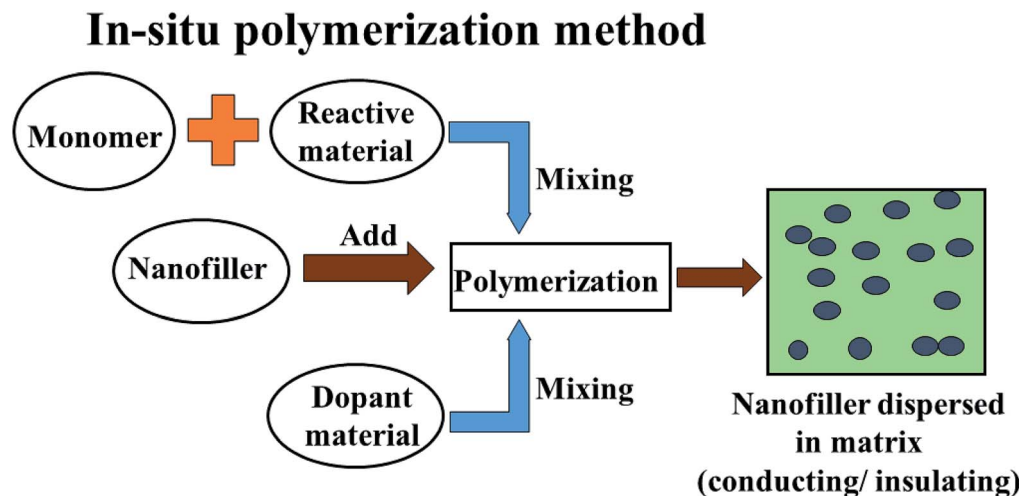 In-situ polymerization method
Monomer
Reactive
material
Mixing
Nanofiller
Add
Polymerization
Dopant
material
Mixing
Nanofiller dispersed
in matrix
(conducting/ insulating)